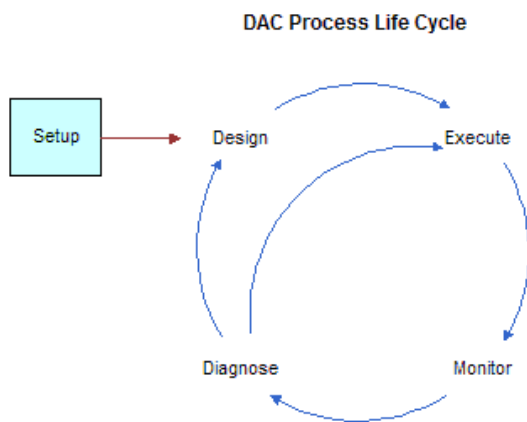 DAC Process Life Cycle
Setup
Design
Execute
Diagnose
Monitor